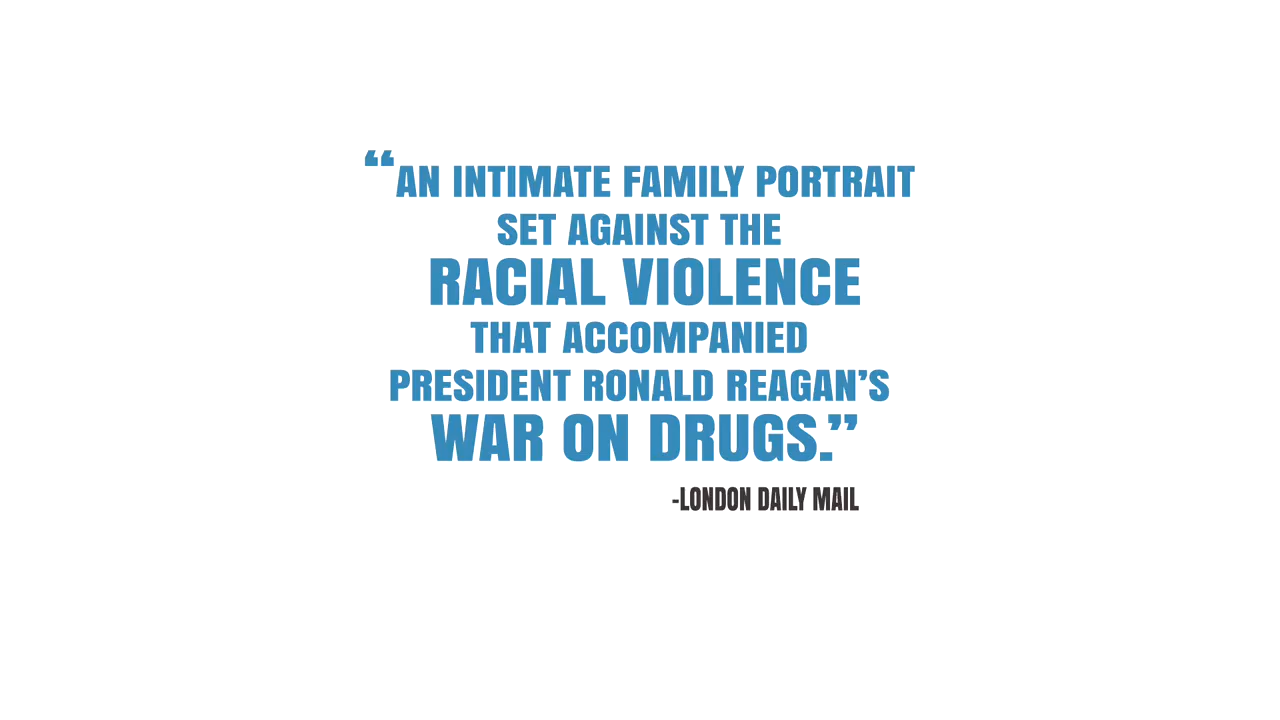 “AN INTIMATE FAMILY PORTRAIT
SET AGAINST THE
RACIAL VIOLENCE
THAT ACCOMPANIED
PRESIDENT RONALD REAGAN’S
WAR ON DRUGS.”
-LONDON DAILY MAIL